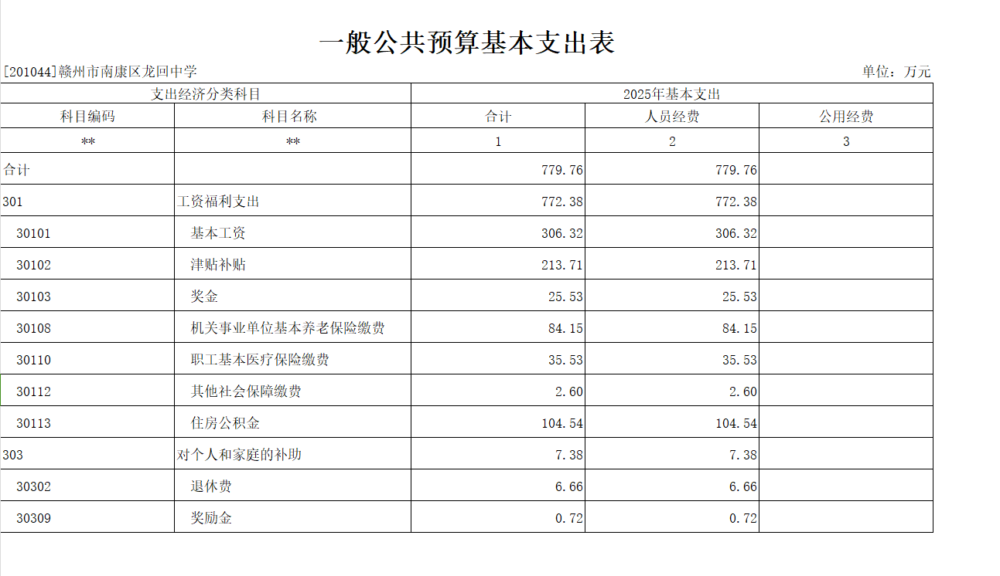 一般公共预算基本支出表
[201044]赣州市南康区龙回中学 单位：万元
支出经济分类科目 2025年基本支出
科目编码 科目名称 合计 人员经费 公用经费
** ** 1 2 3
合计 779.76 779.76
301 工资福利支出 772.38 772.38
30101 基本工资 306.32 306.32
30102 津贴补贴 213.71 213.71
30103 奖金 25.53 25.53
30108 机关事业单位基本养老保险缴费 84.15 84.15
30110 职工基本医疗保险缴费 35.53 35.53
30112 其他社会保障缴费 2.60 2.60
30113 住房公积金 104.54 104.54
303 对个人和家庭的补助 7.38 7.38
30302 退休费 6.66 6.66
30309 奖励金 0.72 0.72